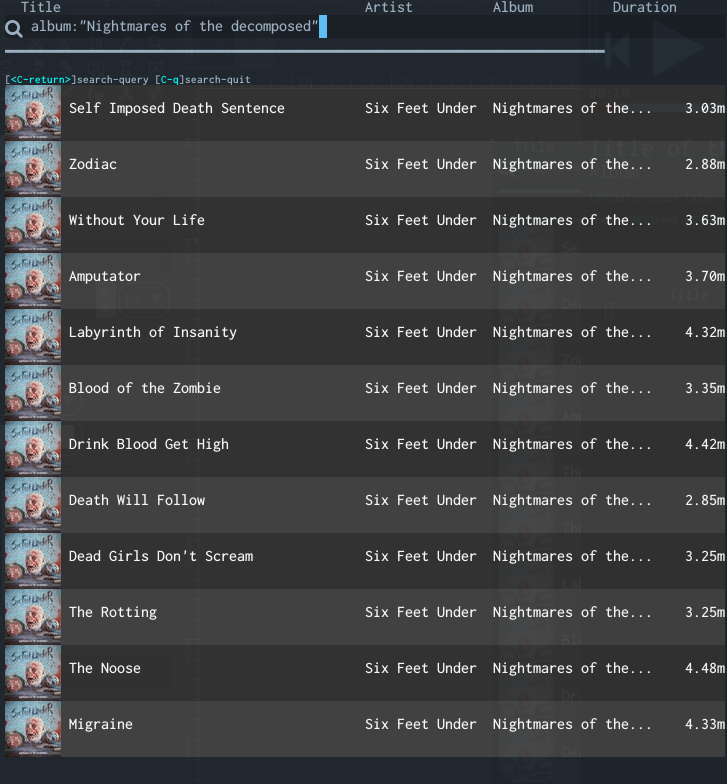 Title Artist Album Duration
album:"Nightmares of the decomposed"
[<C-return>]search-query [C-q]search-quit
Self Imposed Death Sentence Six Feet Under Nightmares of the... 3.03m
Zodiac Six Feet Under Nightmares of the... 2.88m
Without Your Life Six Feet Under Nightmares of the... 3.63m
Amputator Six Feet Under Nightmares of the... 3.70m
Labyrinth of Insanity Six Feet Under Nightmares of the... 4.32m
Blood of the Zombie Six Feet Under Nightmares of the... 3.35m
Drink Blood Get High Six Feet Under Nightmares of the... 4.42m
Death Will Follow Six Feet Under Nightmares of the... 2.85m
Dead Girls Don't Scream Six Feet Under Nightmares of the... 3.25m
The Rotting Six Feet Under Nightmares of the... 3.25m
The Noose Six Feet Under Nightmares of the... 4.48m
Migraine Six Feet Under Nightmares of the... 4.33m